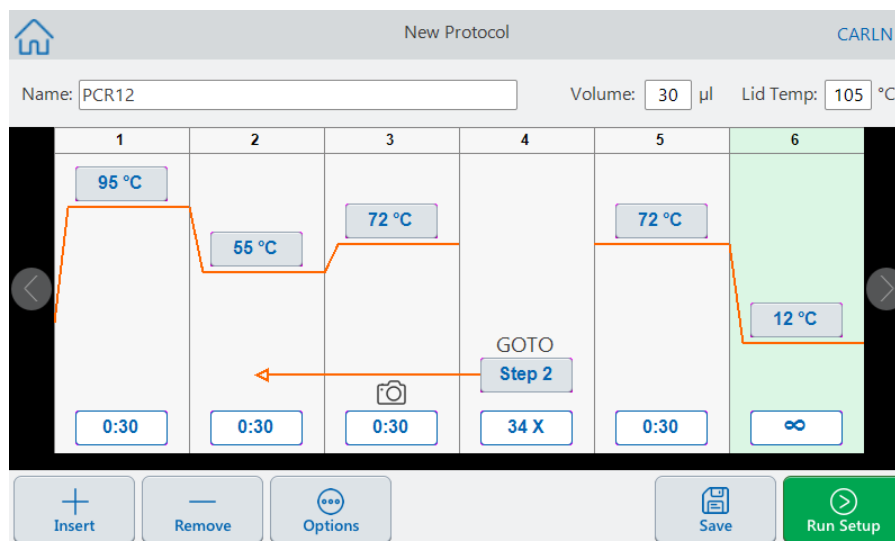 New Protocol
CARLN
Name: PCR12 Volume: 30 µl Lid Temp: 105 °C
1 2 3 4 5 6
95 °C
72 °C 72 °C
55 °C
12 °C
GOTO
Step 2
0:30 0:30 0:30 34 X 0:30 ∞
Insert Remove Options Save Run Setup